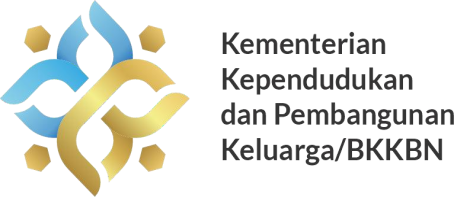 Kementerian
Kependudukan
dan Pembangunan
Keluarga/BKKBN